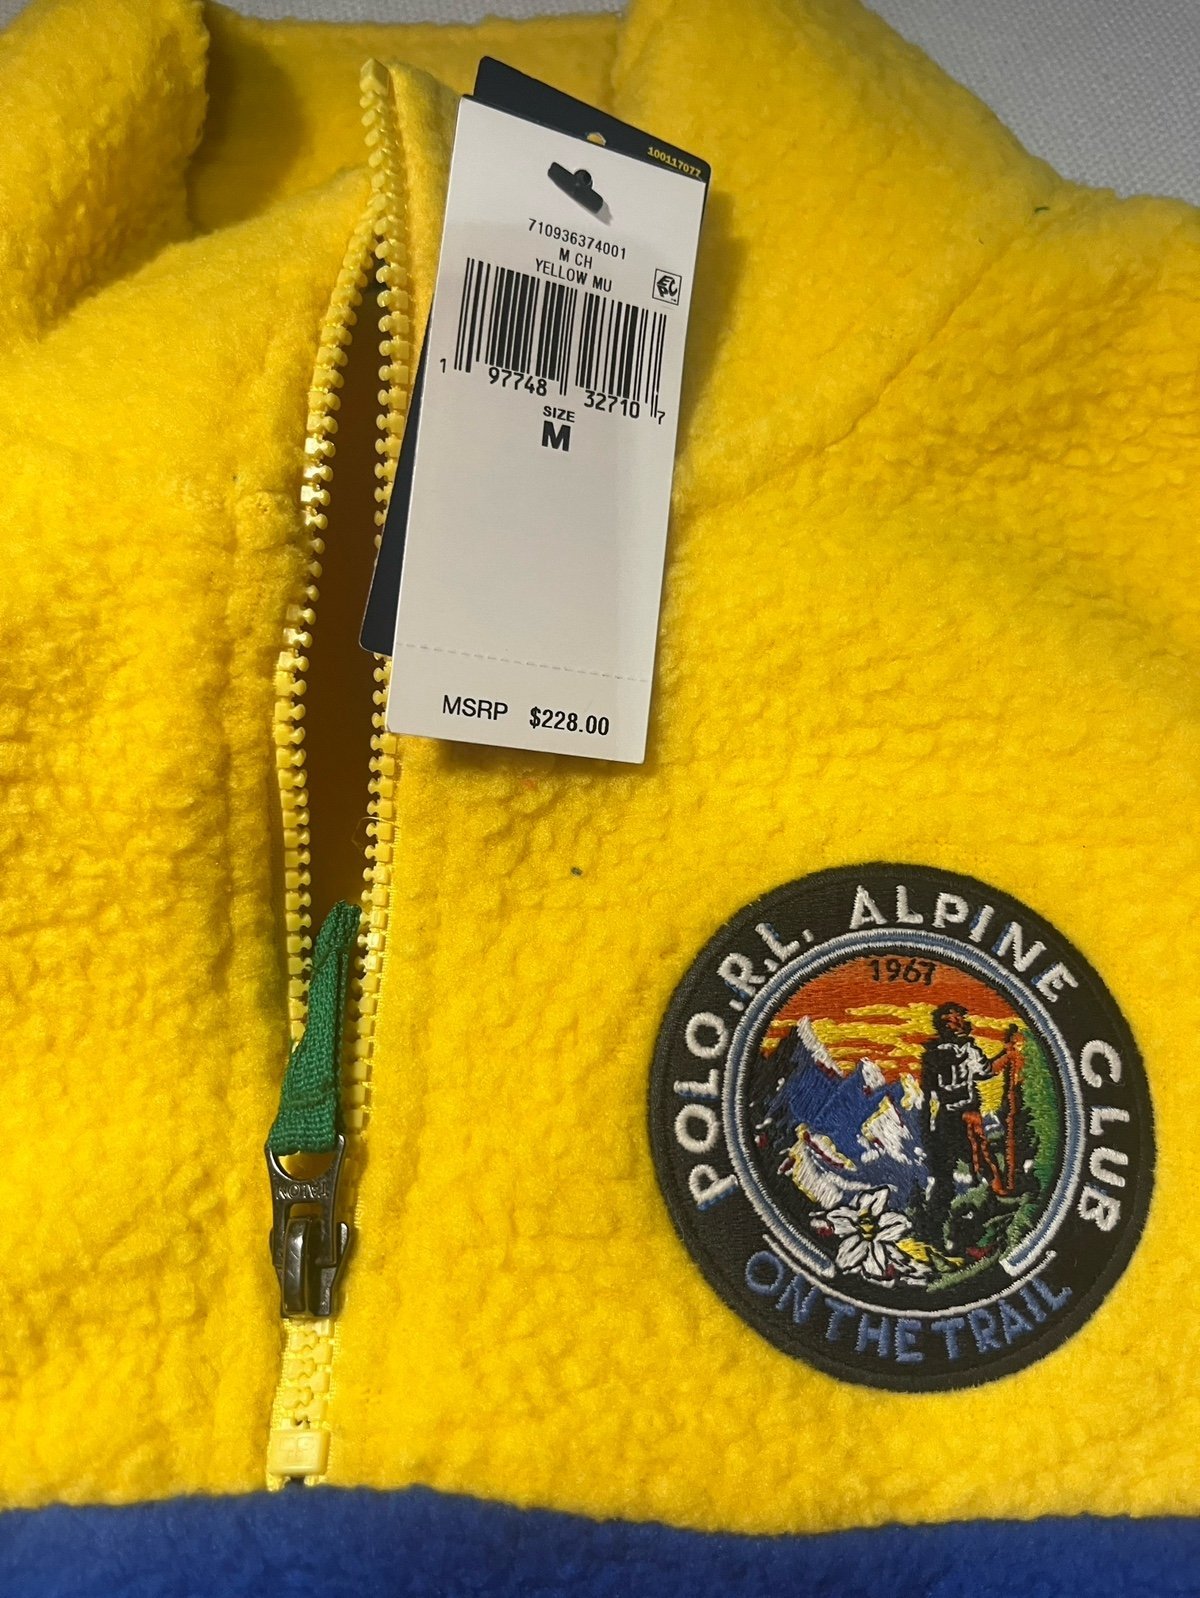 100117077
710936374001
M CH
YELLOW MU
1 97748 32710 7
SIZE
M
MSRP $228.00
POLO.R.L. ALPINE CLUB
1967
ON THE TRAIL
TALON